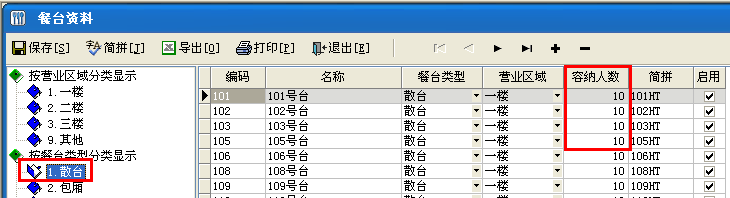 餐台资料
保存[S] 简拼[J] 导出[O] 打印[P] 退出[E]
按营业区域分类显示
1.一楼
2.二楼
3.三楼
9.其他
按餐台类型分类显示
1.散台
2.包厢
编码 名称 餐台类型 营业区域 容纳人数 简拼 启用
101 101号台 散台 一楼 10 101HT
102 102号台 散台 一楼 10 102HT
103 103号台 散台 一楼 10 103HT
105 105号台 散台 一楼 10 105HT
106 106号台 散台 一楼 10 106HT
108 108号台 散台 一楼 10 108HT
109 109号台 散台 一楼 10 109HT